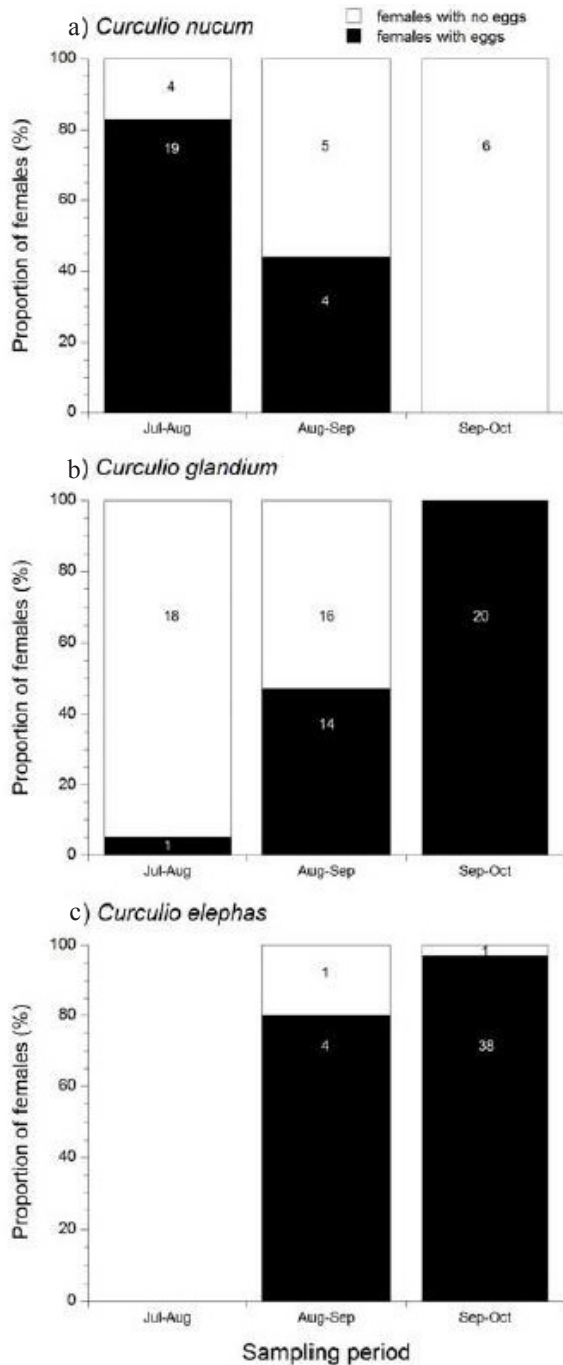 a) Curculio nucum
females with no eggs
females with eggs
Proportion of females (%)
100
80
60
40
20
0
4
19
5
4
6
Jul-Aug
Aug-Sep
Sep-Oct
b) Curculio glandium
Proportion of females (%)
100
80
60
40
20
0
18
1
16
14
20
Jul-Aug
Aug-Sep
Sep-Oct
c) Curculio elephas
Proportion of females (%)
100
80
60
40
20
0
1
4
1
38
Jul-Aug
Aug-Sep
Sep-Oct
Sampling period